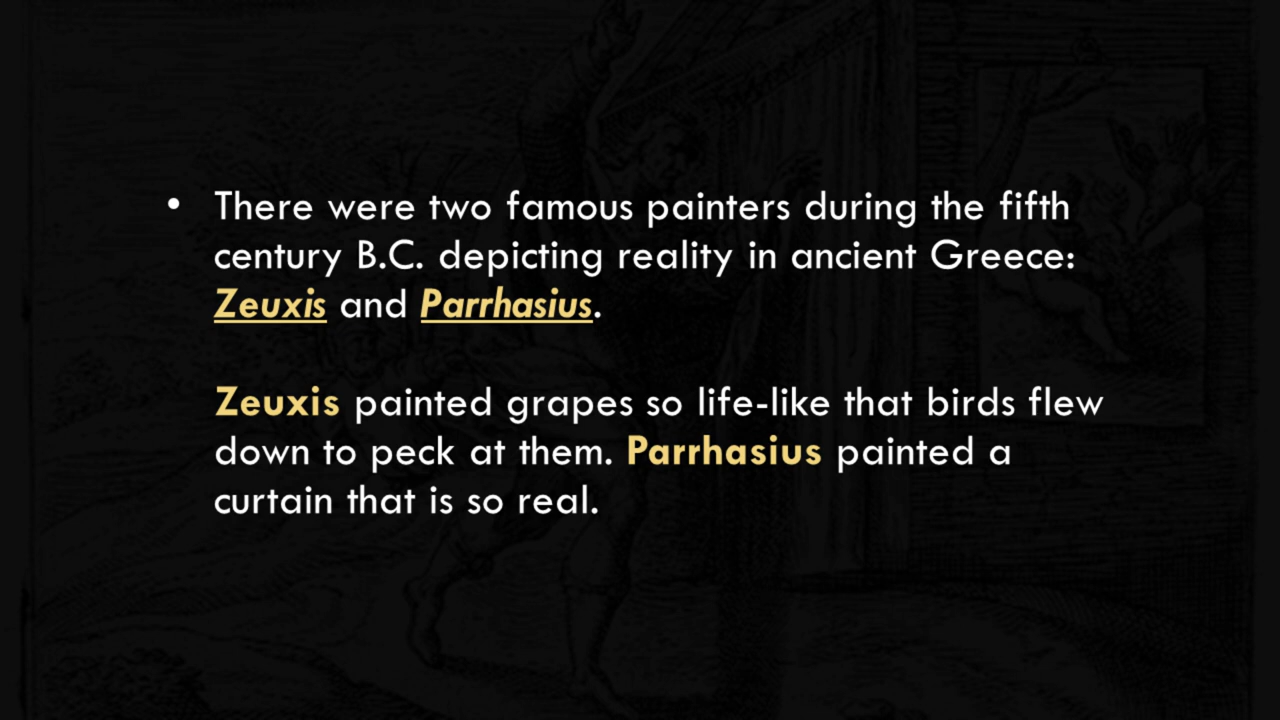 • There were two famous painters during the fifth
century B.C. depicting reality in ancient Greece:
Zeuxis and Parrhasius.
Zeuxis painted grapes so life-like that birds flew
down to peck at them. Parrhasius painted a
curtain that is so real.